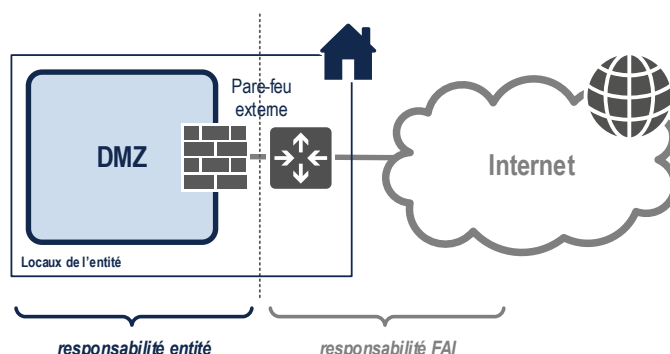 Pare-feu
externe
DMZ
Internet
Locaux de l'entité
responsabilité entité
responsabilité FAI